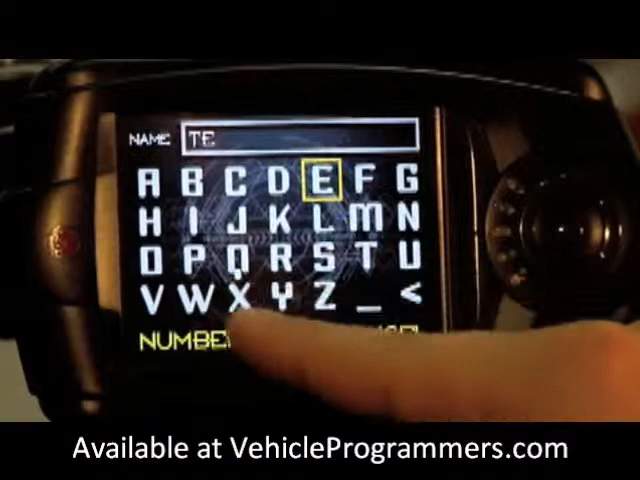 NAME TE
A B C D E F G
H I J K L M N
O P Q R S T U
V W X Y Z _ <
Available at VehicleProgrammers.com